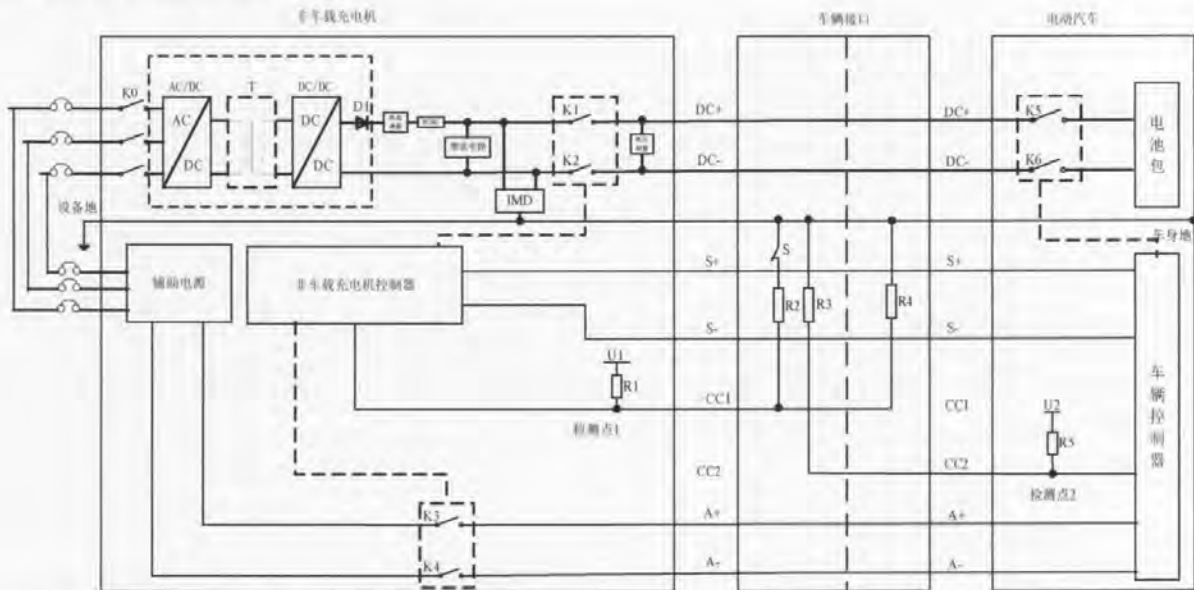 非车载充电机
车辆接口
电动汽车
K0
AC/DC
T
DC/DC
D1
AC
DC
DC
DC
K1
K2
IMD
DC+
DC-
DC+
DC-
K5
K6
电池包
设备地
车身地
辅助电源
非车载充电机控制器
S+
S-
S
R2
R3
R4
S+
S-
U1
R1
CC1
检测点1
CC2
CC1
CC2
U2
R5
检测点2
车辆控制器
K3
K4
A+
A-
A+
A-